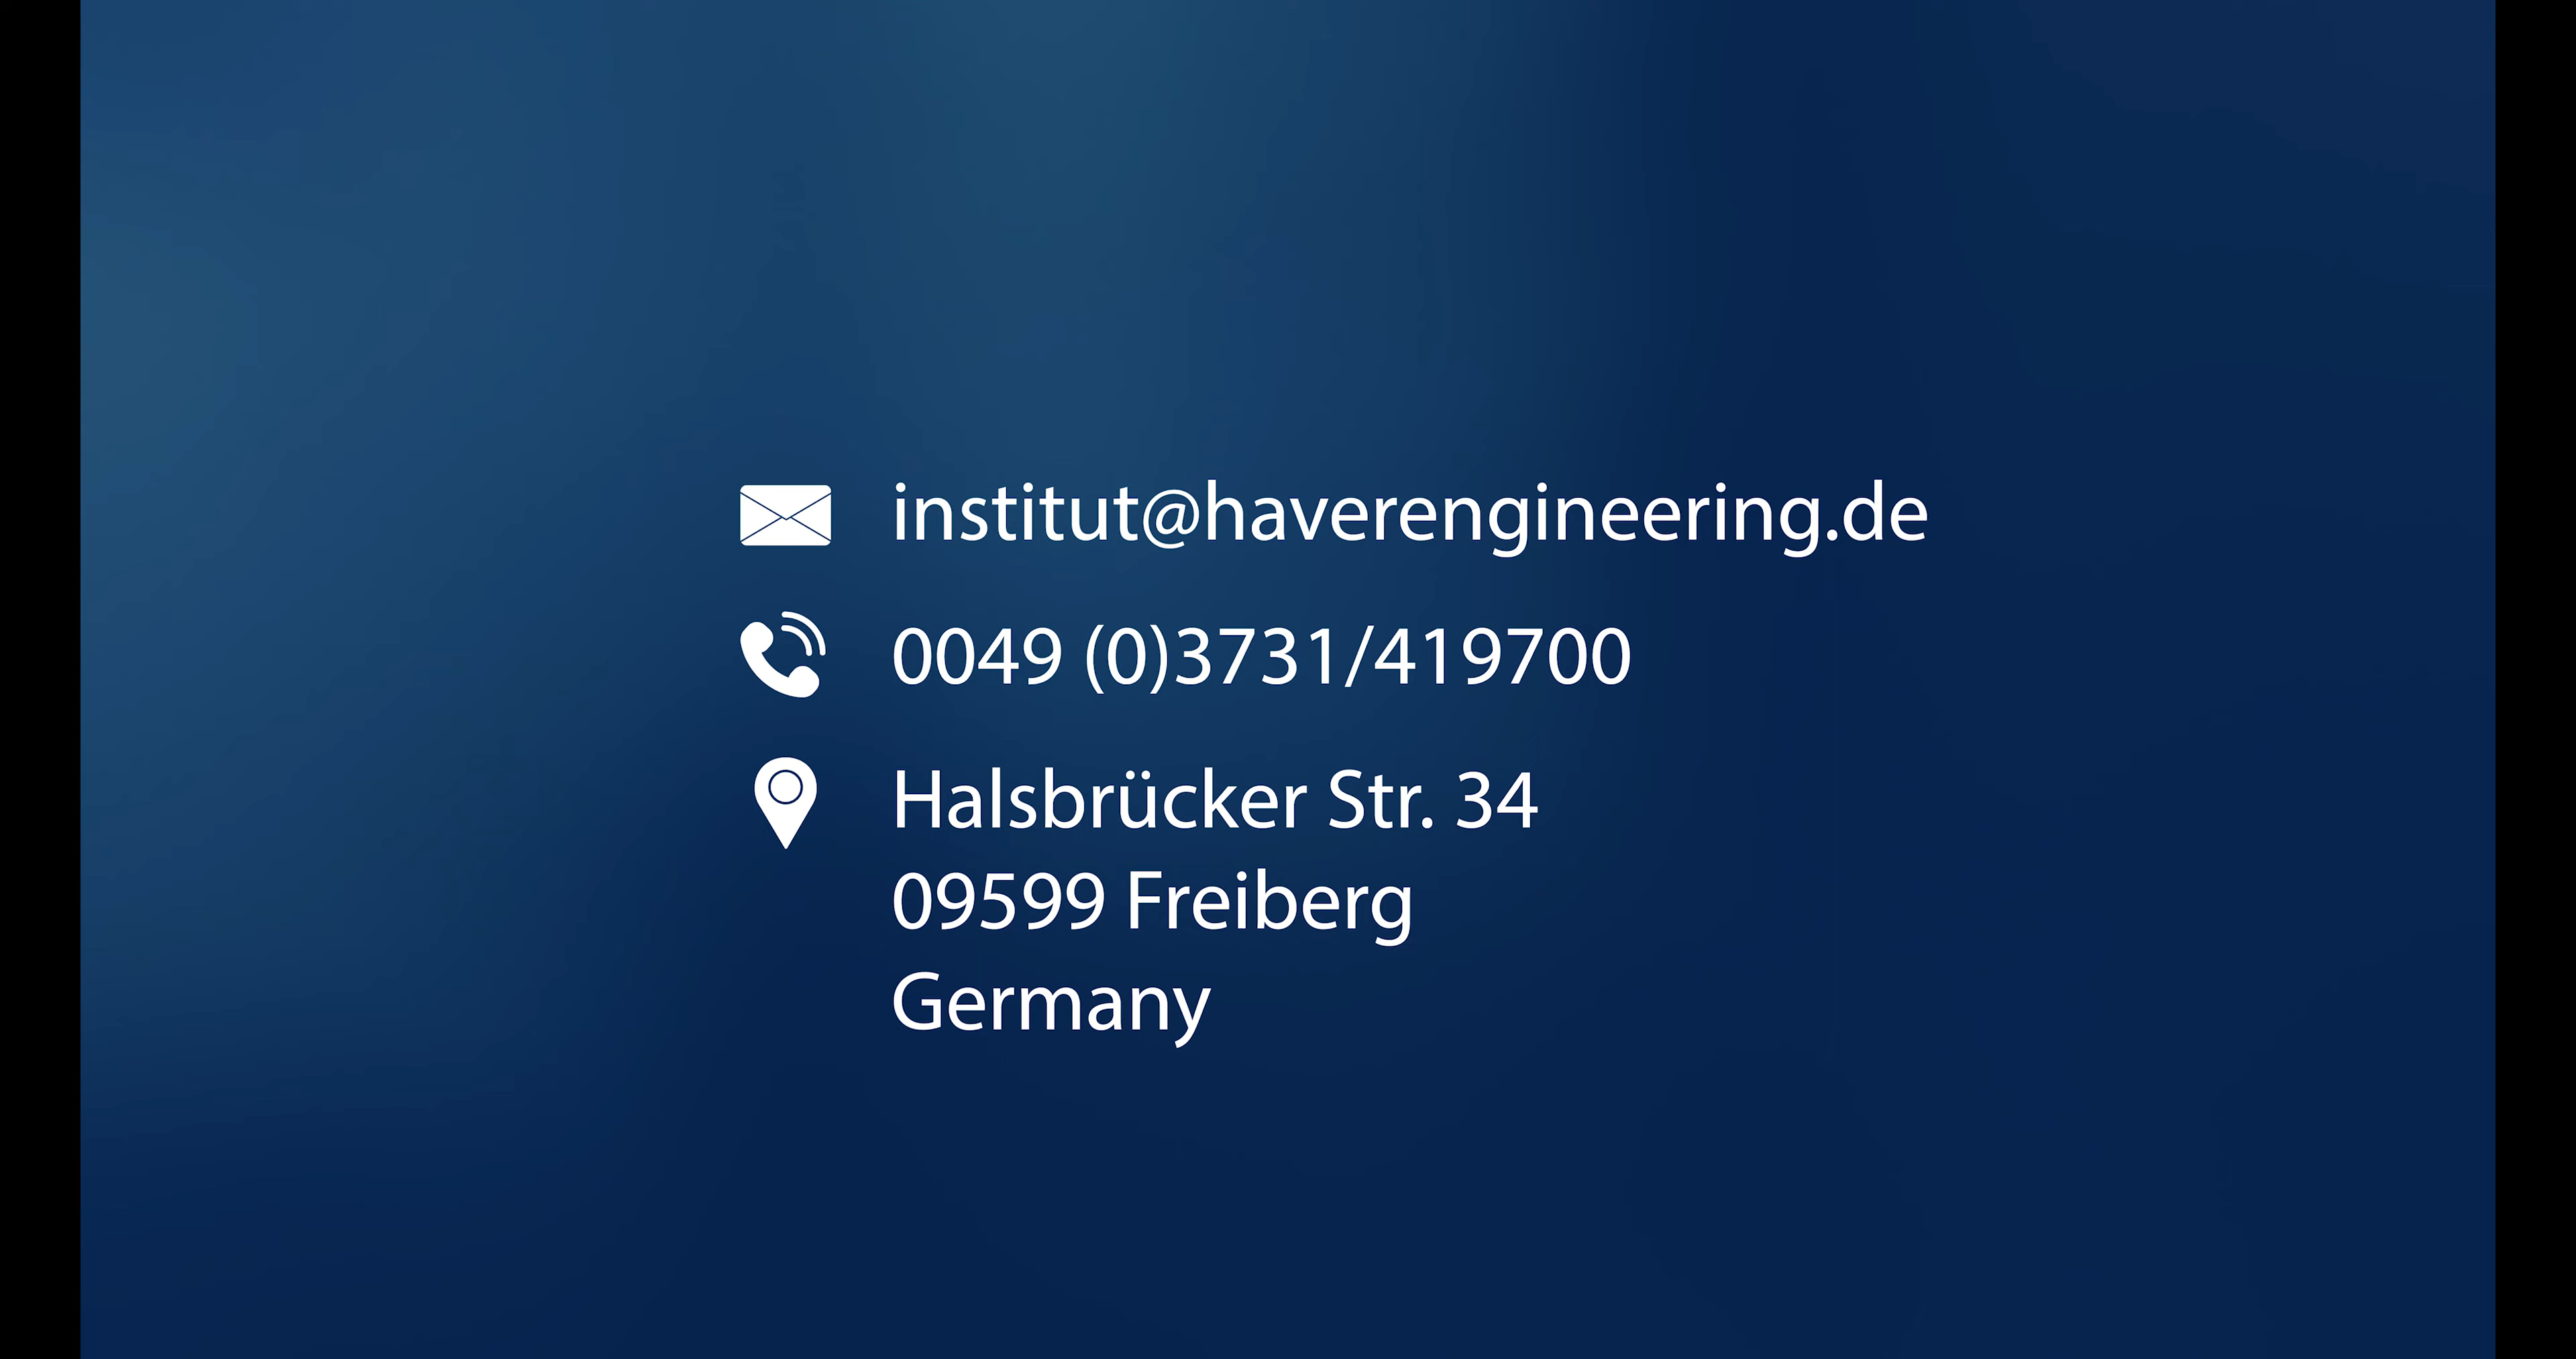 institut@haverengineering.de
0049 (0)3731/419700
Halsbrücker Str. 34
09599 Freiberg
Germany